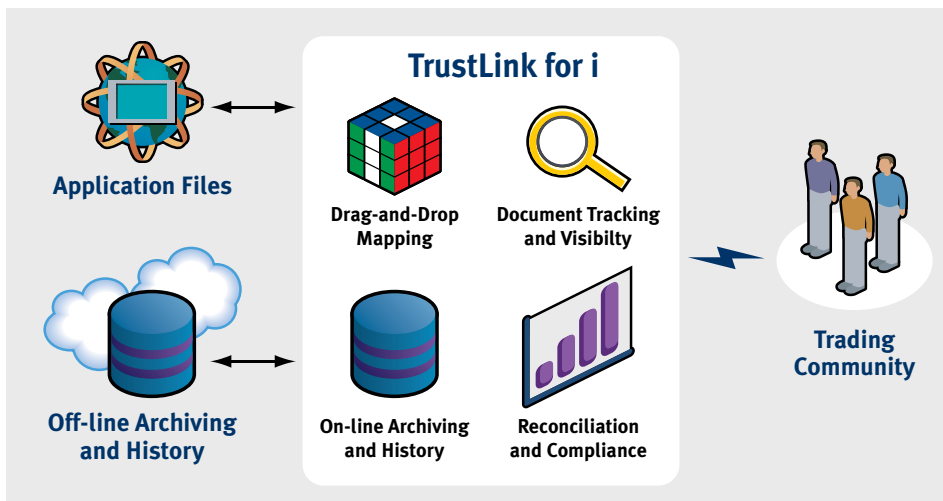 TrustLink for i
Application Files
Drag-and-Drop
Mapping
Document Tracking
and Visibilty
Off-line Archiving
and History
On-line Archiving
and History
Reconciliation
and Compliance
Trading
Community